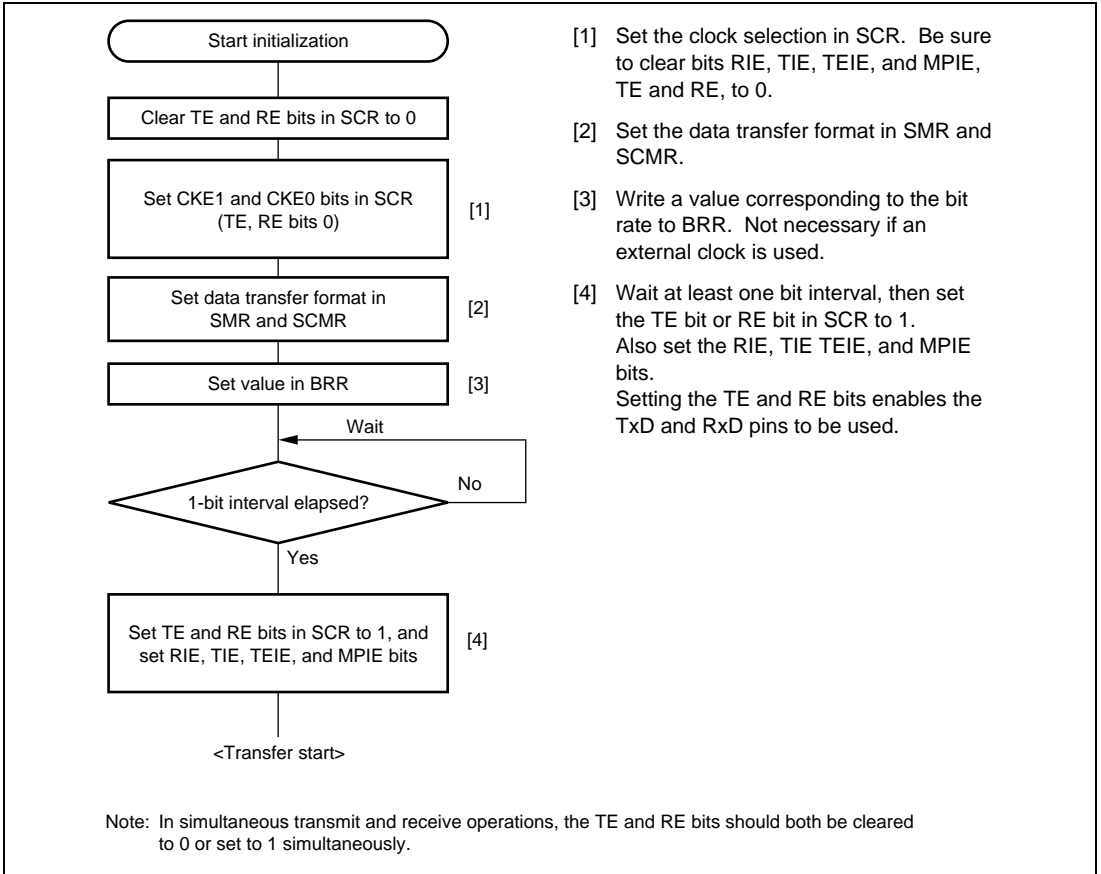 Start initialization
Clear TE and RE bits in SCR to 0
Set CKE1 and CKE0 bits in SCR
(TE, RE bits 0)
[1]
Set data transfer format in
SMR and SCMR
[2]
Set value in BRR
[3]
Wait
No
1-bit interval elapsed?
Yes
Set TE and RE bits in SCR to 1, and
set RIE, TIE, TEIE, and MPIE bits
[4]
<Transfer start>
[1] Set the clock selection in SCR. Be sure
to clear bits RIE, TIE, TEIE, and MPIE,
TE and RE, to 0.
[2] Set the data transfer format in SMR and
SCMR.
[3] Write a value corresponding to the bit
rate to BRR. Not necessary if an
external clock is used.
[4] Wait at least one bit interval, then set
the TE bit or RE bit in SCR to 1.
Also set the RIE, TIE TEIE, and MPIE
bits.
Setting the TE and RE bits enables the
TxD and RxD pins to be used.
Note: In simultaneous transmit and receive operations, the TE and RE bits should both be cleared
to 0 or set to 1 simultaneously.